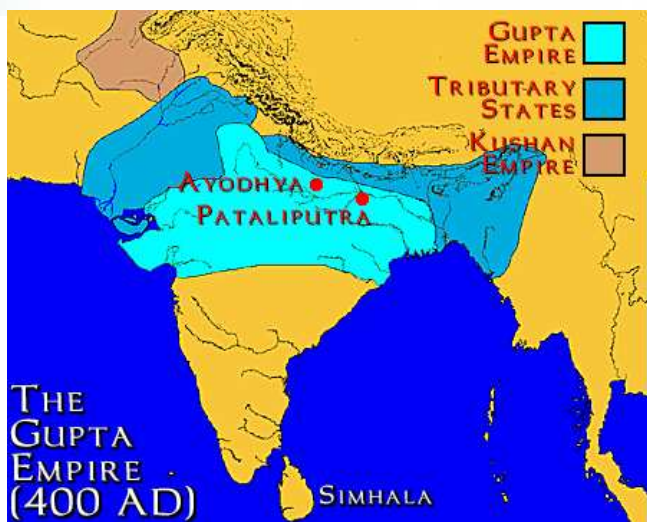 GUPTA
EMPIRE
TRIBUTARY
STATES
KUSHAN
EMPIRE
AYODHYA
PATALIPUTRA
THE
GUPTA
EMPIRE
(400 AD)
SIMHALA